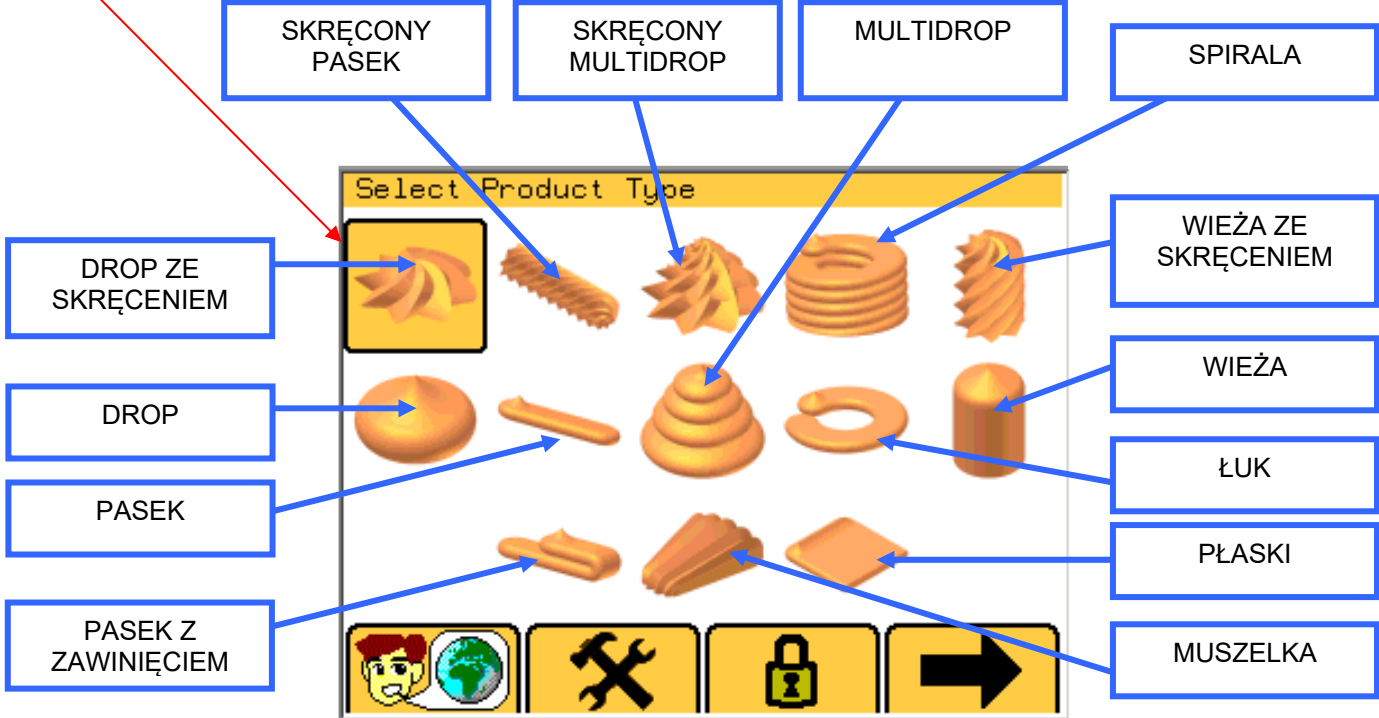 SKRĘCONY
PASEK
SKRĘCONY
MULTIDROP
MULTIDROP
SPIRALA
Select Product Type
DROP ZE
SKRĘCENIEM
WIEŻA ZE
SKRĘCENIEM
DROP
WIEŻA
PASEK
ŁUK
PŁASKI
PASEK Z
ZAWINIĘCIEM
MUSZELKA